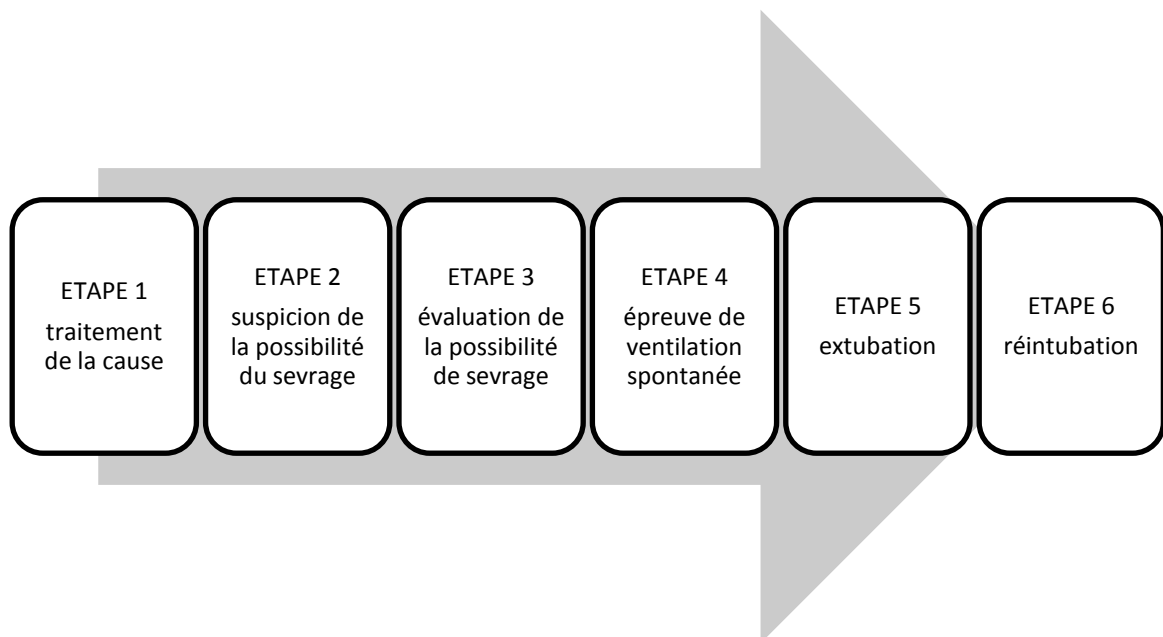 ETAPE 1
traitement
de la cause
ETAPE 2
suspicion de
la possibilité
du sevrage
ETAPE 3
évaluation de
la possibilité
de sevrage
ETAPE 4
épreuve de
ventilation
spontanée
ETAPE 5
extubation
ETAPE 6
réintubation